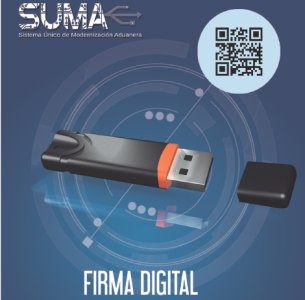 SUMA
Sistema Único de Modernización Aduanera
FIRMA DIGITAL